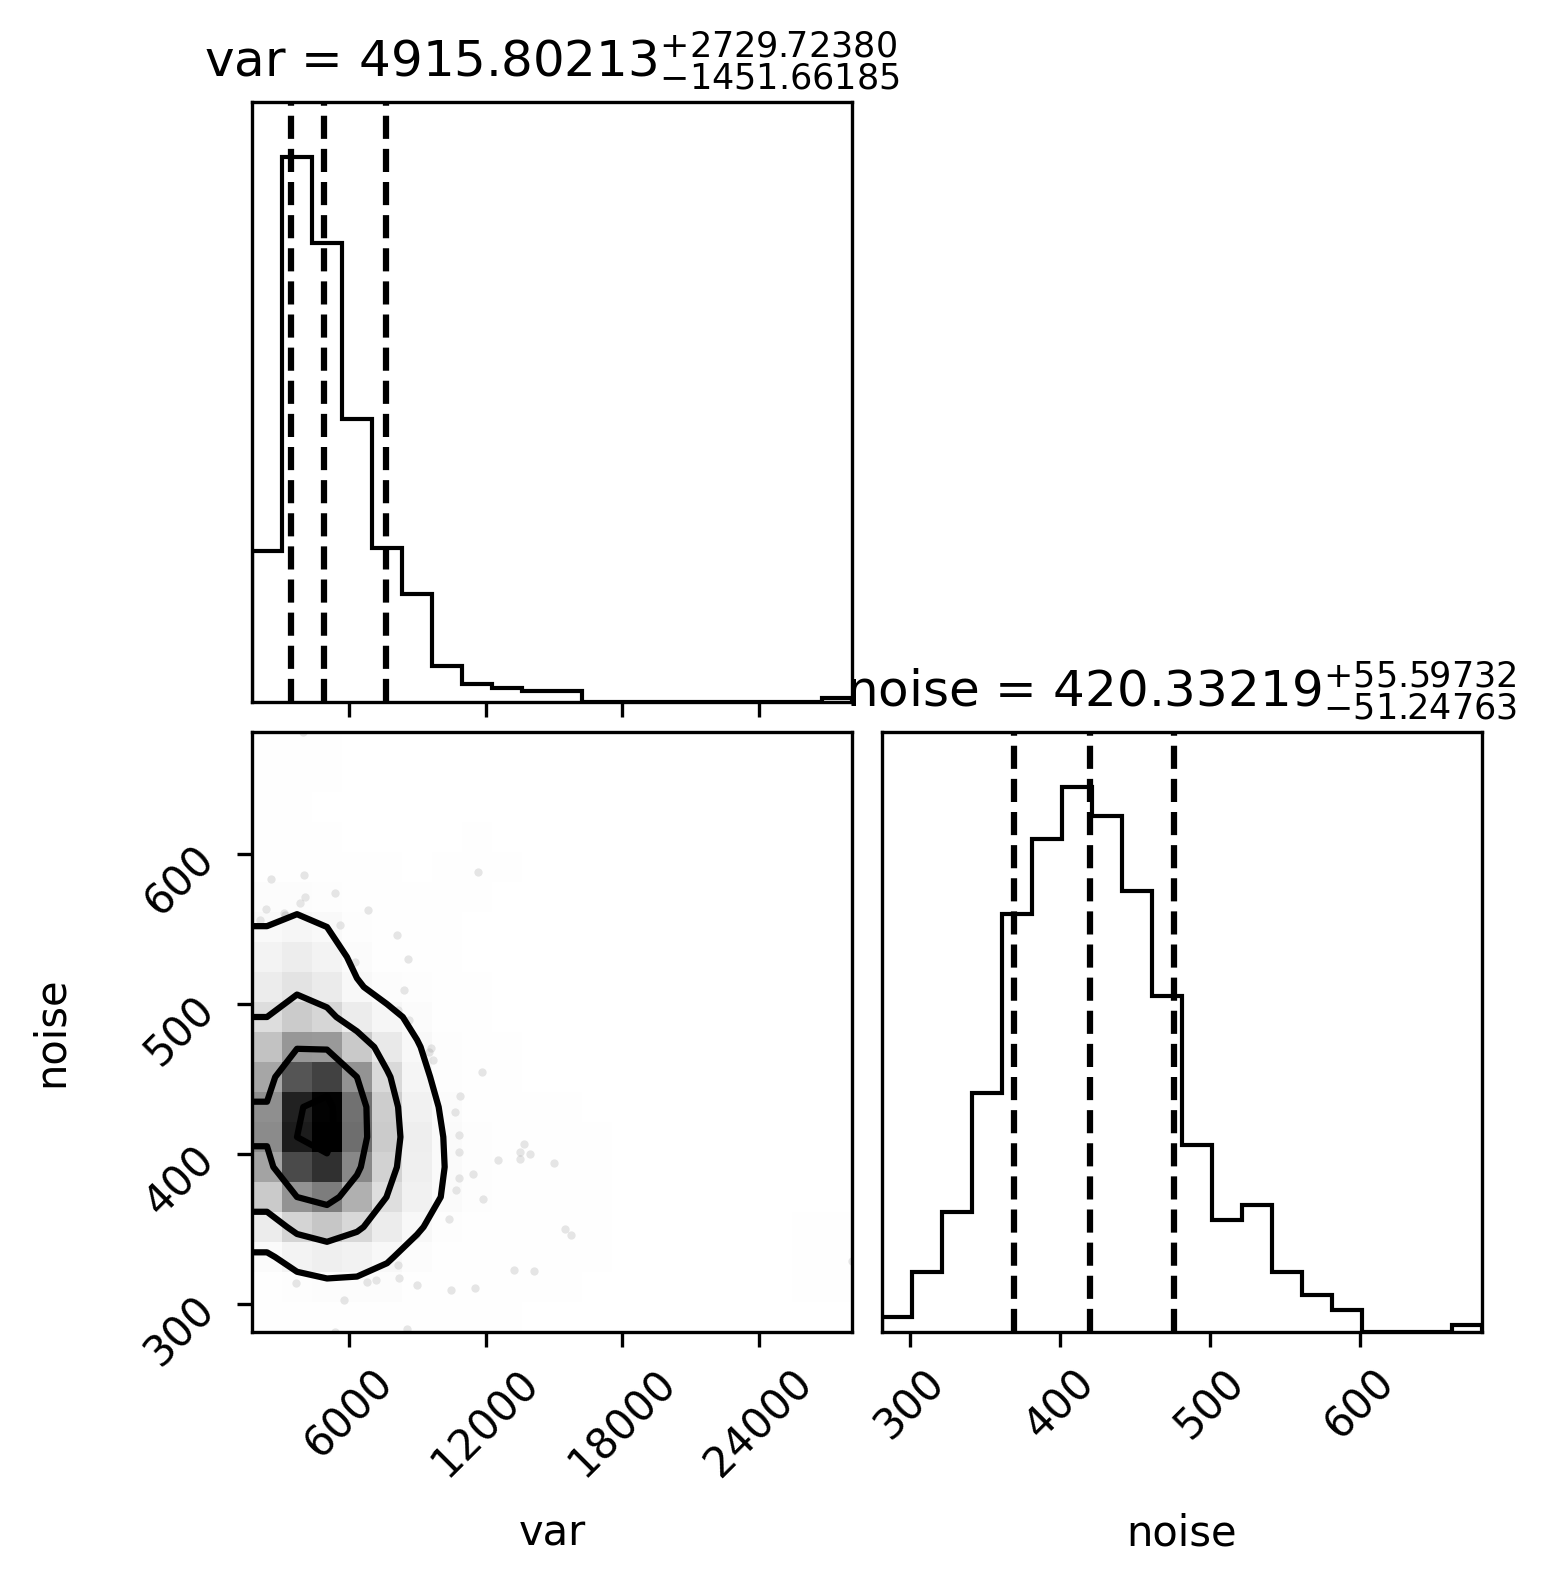 var = 4915.80213+2729.72380−1451.66185
noise = 420.33219+55.59732−51.24763
600
500
400
300
noise
6000 12000 18000 24000
300 400 500 600
var
noise